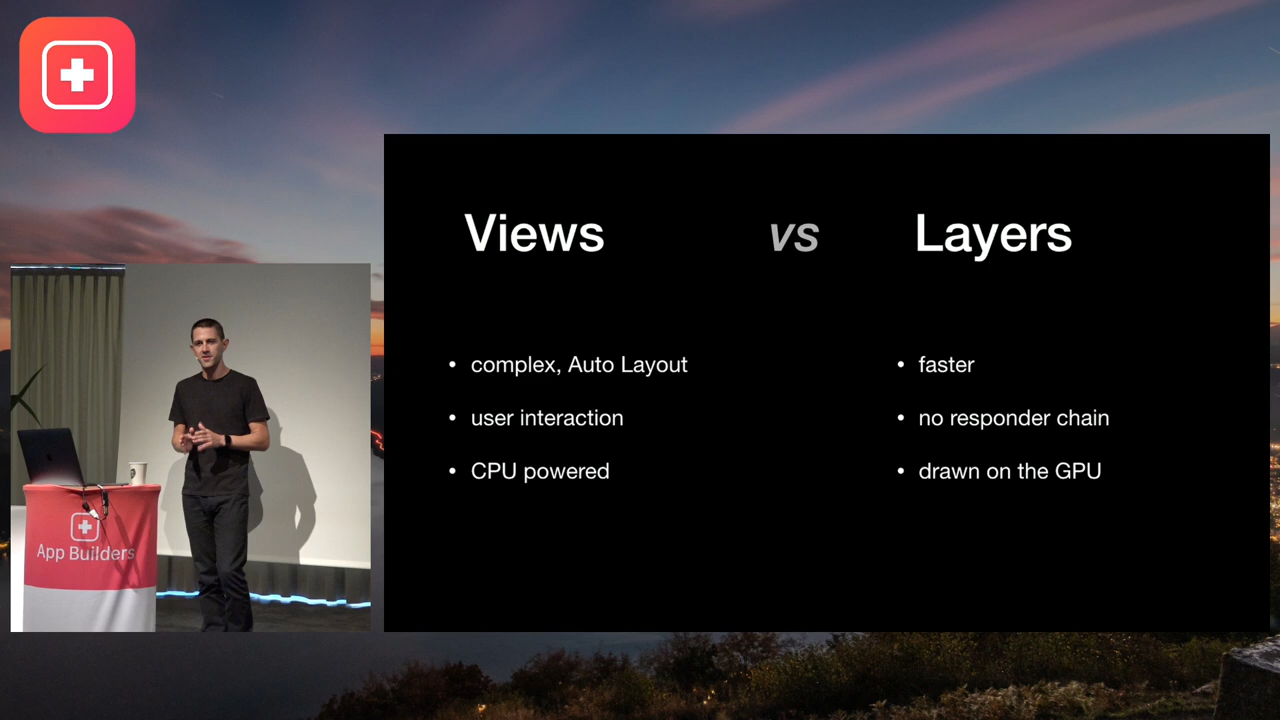 Views vs Layers
• complex, Auto Layout
• user interaction
• CPU powered
• faster
• no responder chain
• drawn on the GPU
App Builders